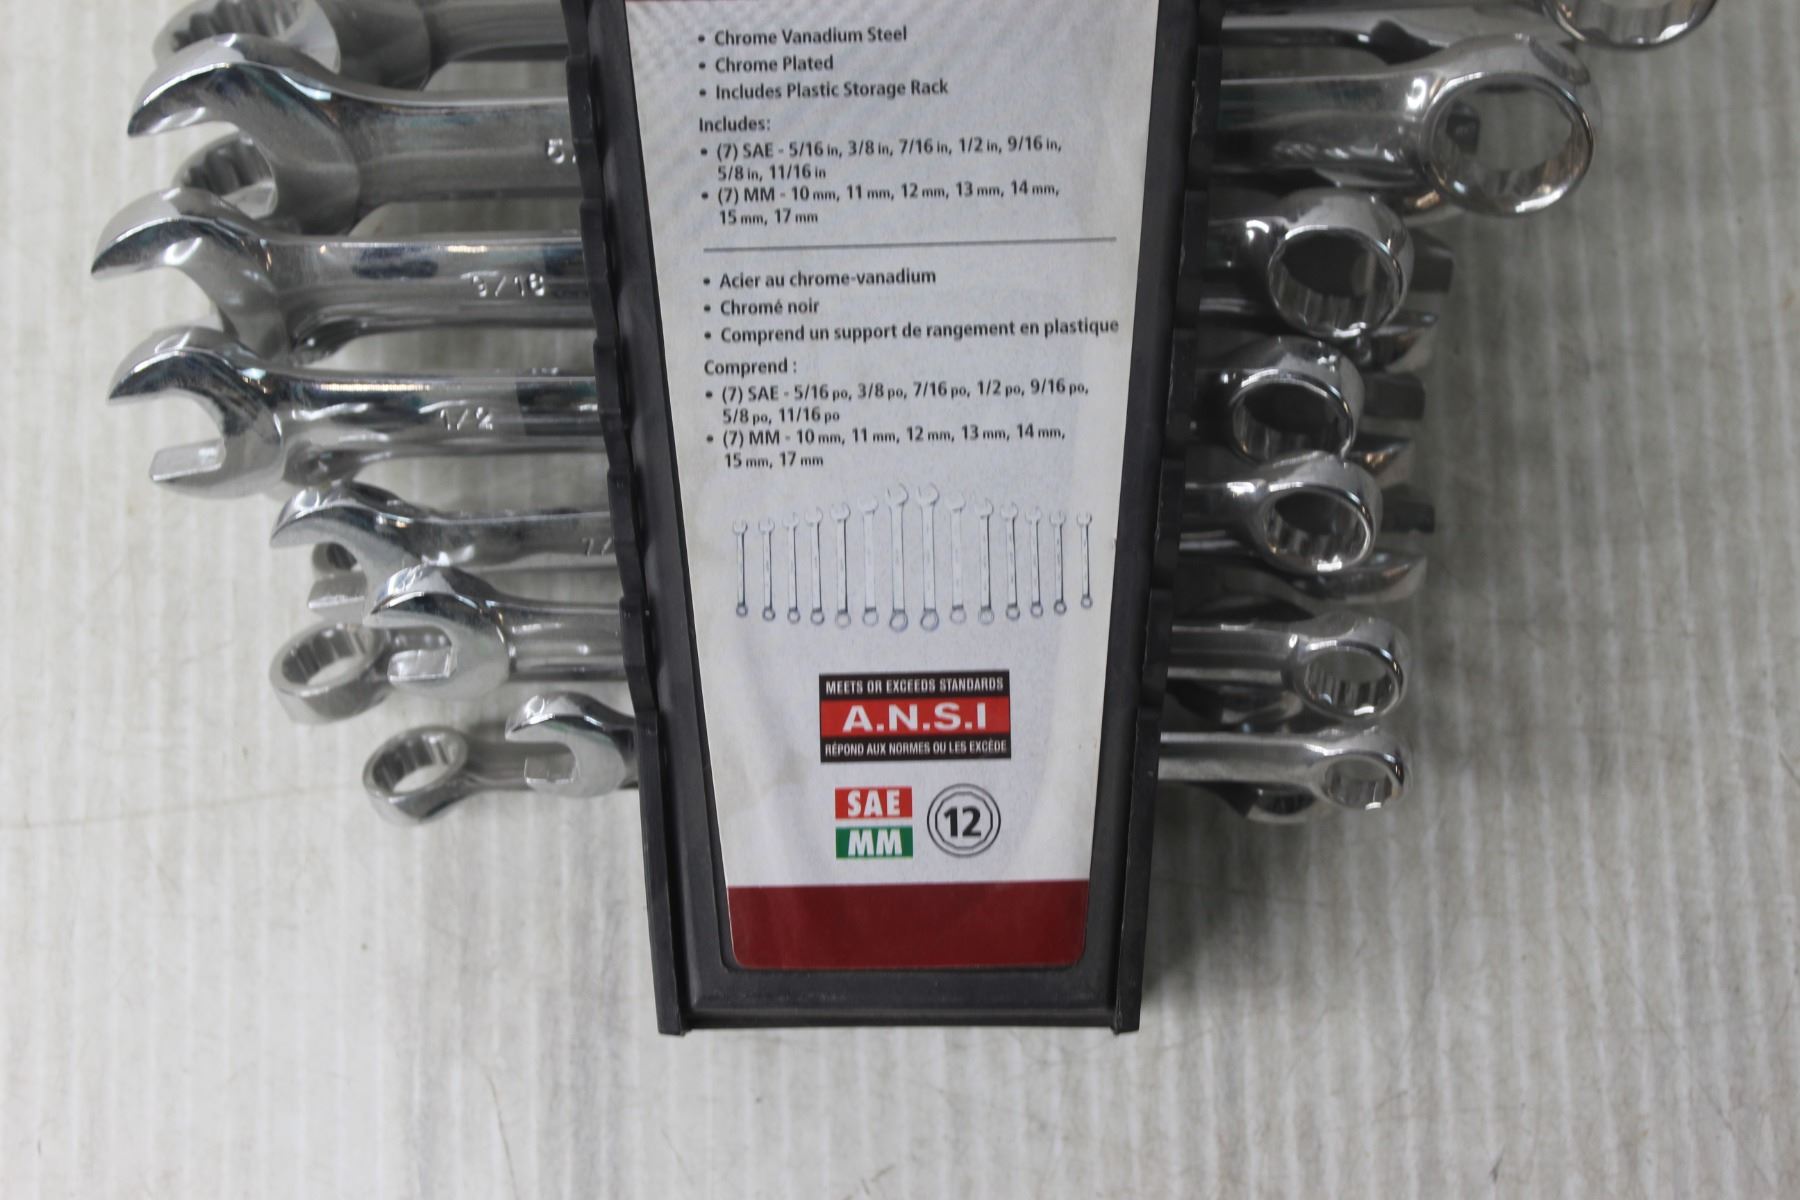 • Chrome Vanadium Steel
• Chrome Plated
• Includes Plastic Storage Rack
Includes:
• (7) SAE - 5/16 in, 3/8 in, 7/16 in, 1/2 in, 9/16 in,
5/8 in, 11/16 in
• (7) MM - 10 mm, 11 mm, 12 mm, 13 mm, 14 mm,
15 mm, 17 mm
• Acier au chrome-vanadium
• Chromé noir
• Comprend un support de rangement en plastique
Comprend :
• (7) SAE - 5/16 po, 3/8 po, 7/16 po, 1/2 po, 9/16 po,
5/8 po, 11/16 po
• (7) MM - 10 mm, 11 mm, 12 mm, 13 mm, 14 mm,
15 mm, 17 mm
MEETS OR EXCEEDS STANDARDS
A.N.S.I
RÉPOND AUX NORMES OU LES EXCÈDE
SAE
MM
12
5/
9/16
1/2